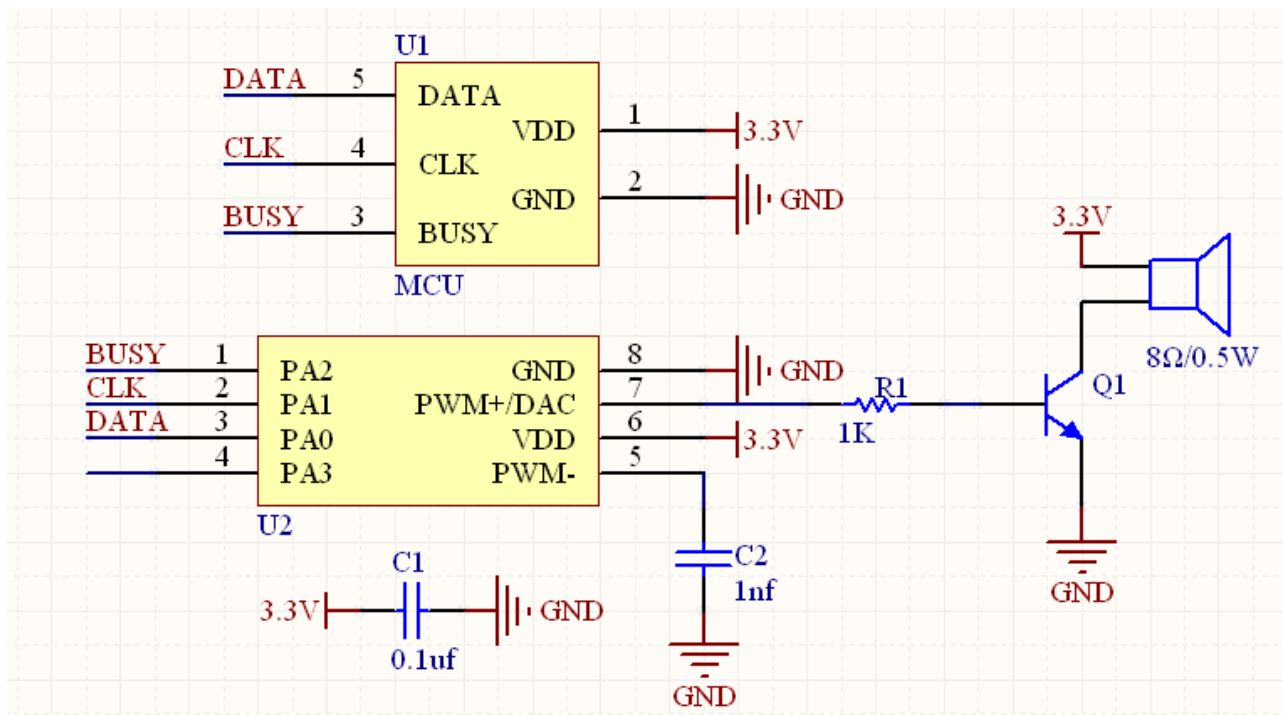 U1
DATA 5 DATA
VDD 1 3.3V
CLK 4 CLK
GND 2 GND
BUSY 3 BUSY
MCU
3.3V
8Ω/0.5W
BUSY 1 PA2 GND 8 GND
CLK 2 PA1 PWM+/DAC 7 R1 Q1
1K
DATA 3 PA0 VDD 6 3.3V
4 PA3 PWM- 5
U2
C1
C2
1nf
3.3V GND
0.1uf
GND
GND